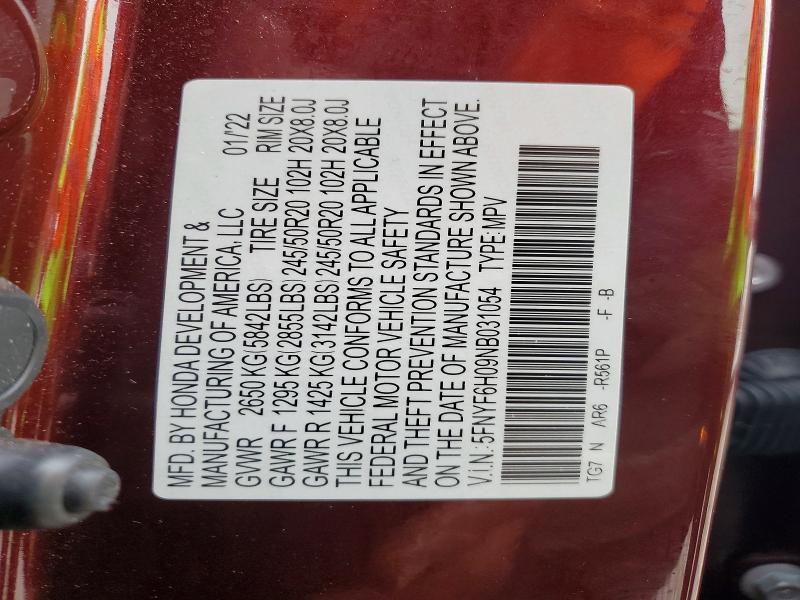 MFD. BY HONDA DEVELOPMENT &
MANUFACTURING OF AMERICA, LLC 01/22
GVWR 2650 KG(5842LBS) TIRE SIZE RIM SIZE
GAWR F 1295 KG(2855LBS) 245/50R20 102H 20X8.0J
GAWR R 1425 KG(3142LBS) 245/50R20 102H 20X8.0J
THIS VEHICLE CONFORMS TO ALL APPLICABLE
FEDERAL MOTOR VEHICLE SAFETY
AND THEFT PREVENTION STANDARDS IN EFFECT
ON THE DATE OF MANUFACTURE SHOWN ABOVE.
V.I.N.:5FNYF6H09NB031054 TYPE:MPV
TG7 N AR6 -R561P -F -B